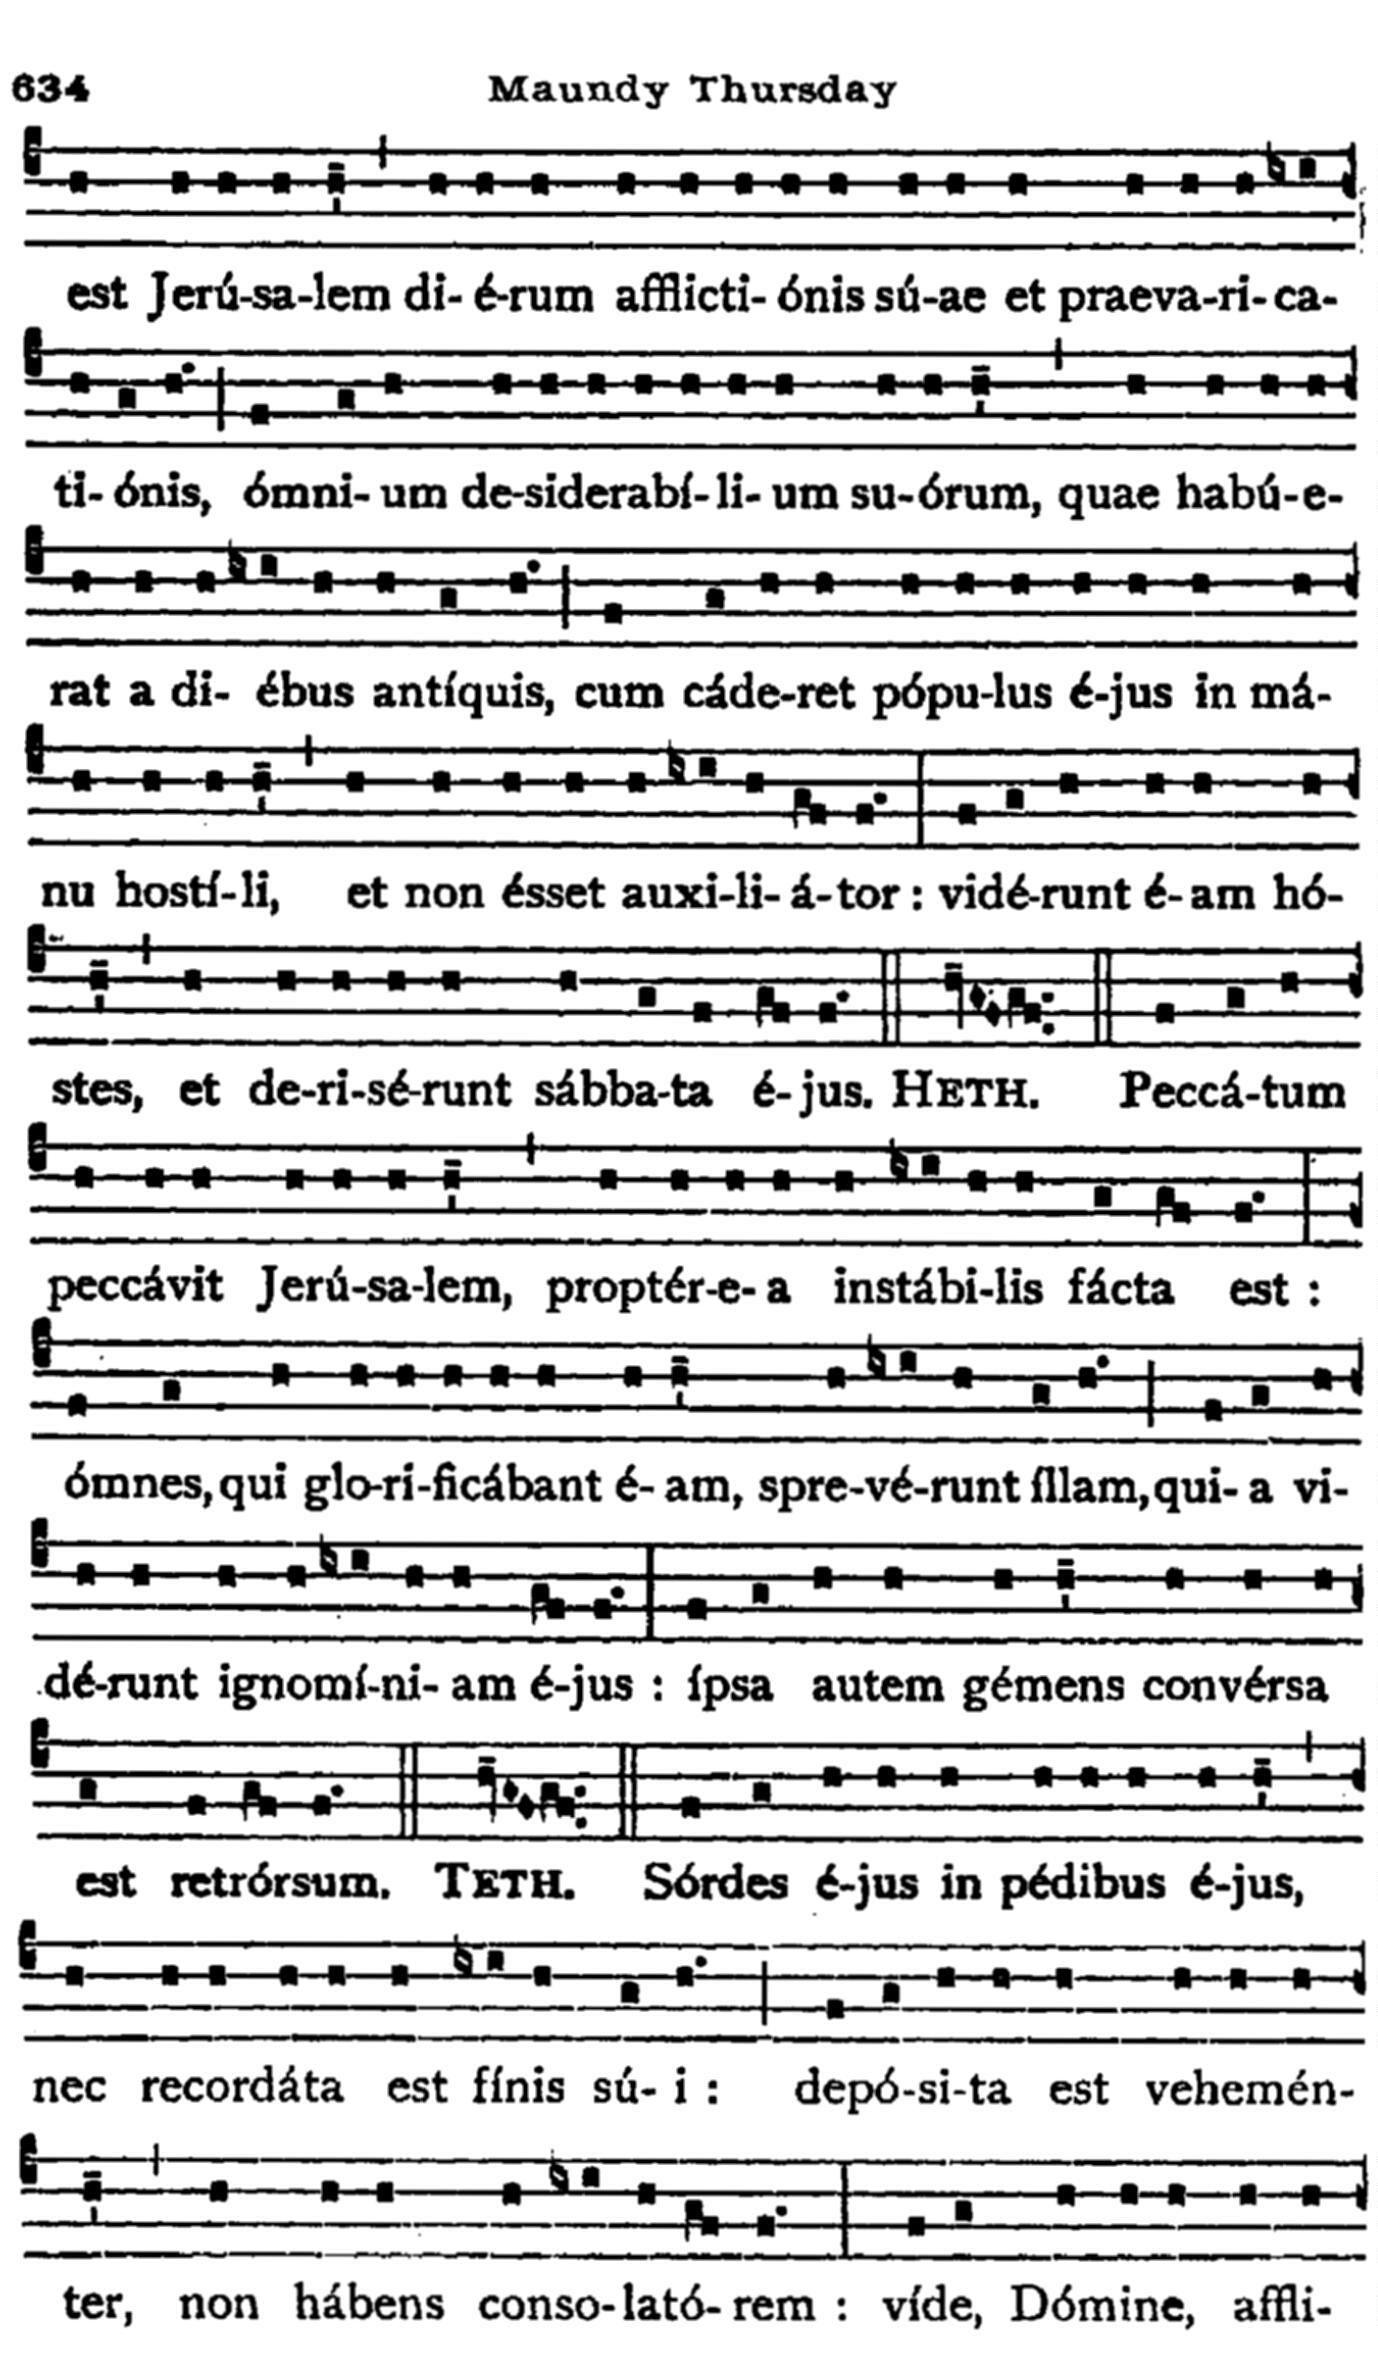 634 Maundy Thursday
est Jerú-sa-lem di- é-rum afflicti- ónis sú-ae et praeva-ri- ca-
ti- ónis, ómni- um de-siderabí- li- um su-órum, quae habú-e-
rat a di- ébus antíquis, cum cáde-ret pópu-lus é-jus in má-
nu hostí-li, et non ésset auxi-li- á-tor : vidé-runt é- am hó-
stes, et de-ri-sé-runt sábba-ta é- jus. HETH. Peccá-tum
peccávit Jerú-sa-lem, proptér-e- a instábi-lis fácta est :
ómnes, qui glo-ri-ficábant é- am, spre-vé-runt íllam, qui- a vi-
dé-runt ignomí-ni- am é-jus : ípsa autem gémens convérsa
est retrórsum. TETH. Sórdes é-jus in pédibus é-jus,
nec recordáta est fínis sú- i : depó-si-ta est vehemén-
ter, non hábens conso-lató- rem : víde, Dómine, affli-